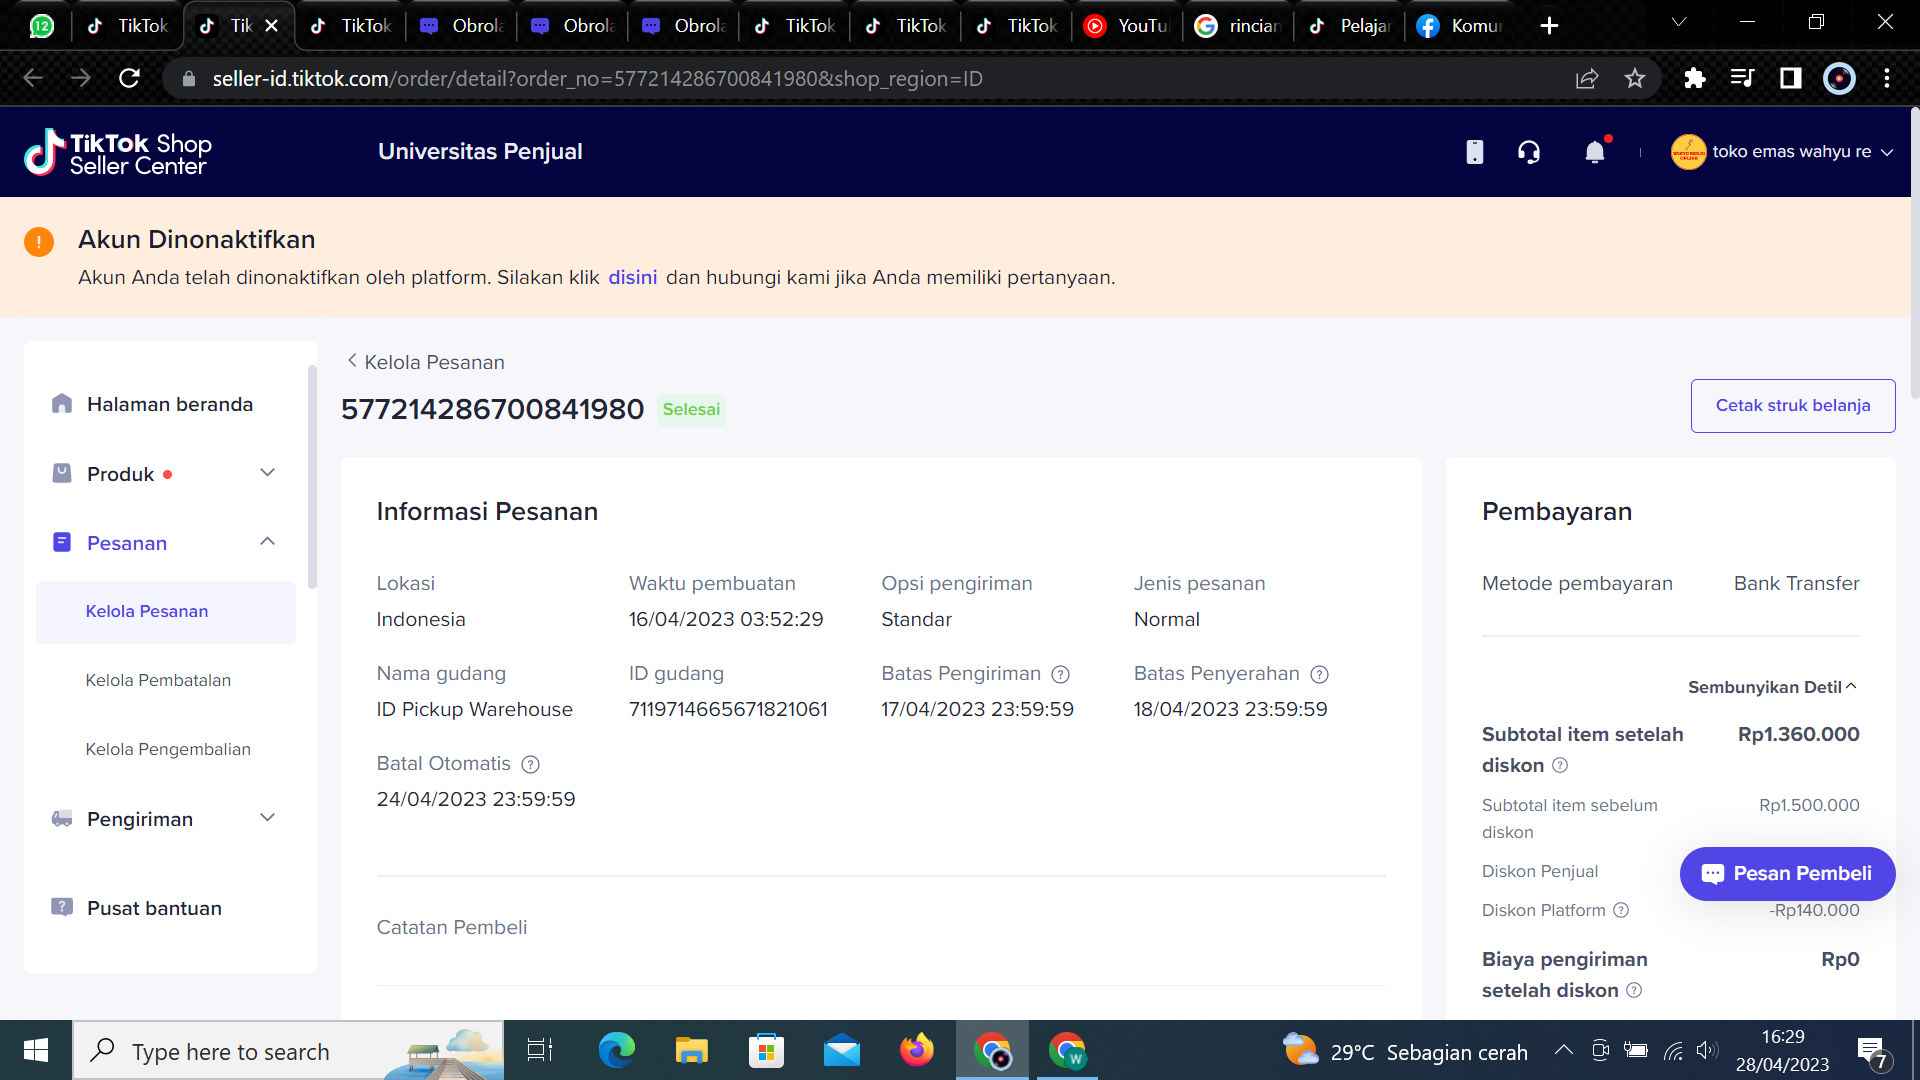 12 TikTok Tik TikTok Obrola Obrola Obrola TikTok TikTok TikTok YouTu rincian Pelajar Komun
seller-id.tiktok.com/order/detail?order_no=577214286700841980&shop_region=ID
TikTok Shop
Seller Center
Universitas Penjual
toko emas wahyu re
Akun Dinonaktifkan
Akun Anda telah dinonaktifkan oleh platform. Silakan klik disini dan hubungi kami jika Anda memiliki pertanyaan.
Halaman beranda
Produk
Pesanan
Kelola Pesanan
Kelola Pembatalan
Kelola Pengembalian
Pengiriman
Pusat bantuan
Kelola Pesanan
577214286700841980 Selesai
Cetak struk belanja
Informasi Pesanan
Lokasi Waktu pembuatan Opsi pengiriman Jenis pesanan
Indonesia 16/04/2023 03:52:29 Standar Normal
Nama gudang ID gudang Batas Pengiriman Batas Penyerahan
ID Pickup Warehouse 7119714665671821061 17/04/2023 23:59:59 18/04/2023 23:59:59
Batal Otomatis
24/04/2023 23:59:59
Catatan Pembeli
Pembayaran
Metode pembayaran Bank Transfer
Sembunyikan Detil
Subtotal item setelah Rp1.360.000
diskon
Subtotal item sebelum Rp1.500.000
diskon
Diskon Penjual
Pesan Pembeli
Diskon Platform -Rp140.000
Biaya pengiriman Rp0
setelah diskon
Type here to search
29°C Sebagian cerah
16:29
28/04/2023
7